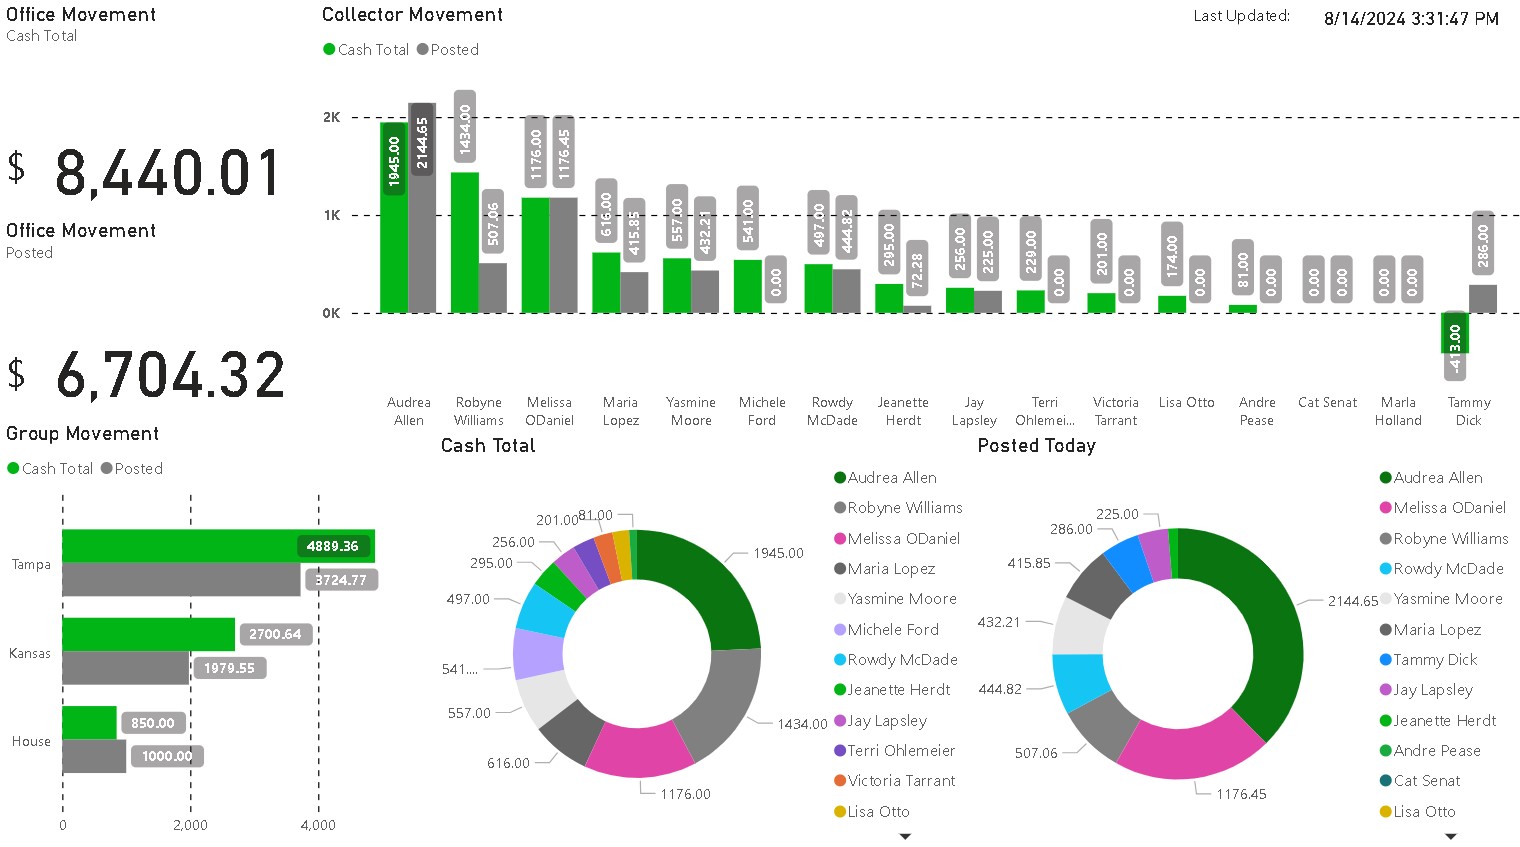 Office Movement
Cash Total
$ 8,440.01
Office Movement
Posted
$ 6,704.32
Collector Movement
Cash Total Posted
Last Updated: 8/14/2024 3:31:47 PM
2K
1K
0K
1945.00 2144.65 1434.00 507.06 1176.00 1176.45 616.00 415.85 557.00 432.21 541.00 0.00 497.00 444.82 295.00 72.28 256.00 225.00 229.00 0.00 201.00 0.00 174.00 0.00 81.00 0.00 0.00 0.00 0.00 0.00 -413.00 286.00
Audrea Allen
Robyne Williams
Melissa ODaniel
Maria Lopez
Yasmine Moore
Michele Ford
Rowdy McDade
Jeanette Herdt
Jay Lapsley
Terri Ohlemei...
Victoria Tarrant
Lisa Otto
Andre Pease
Cat Senat
Marla Holland
Tammy Dick
Group Movement
Cash Total Posted
Tampa
4889.36
3724.77
Kansas
2700.64
1979.55
House
850.00
1000.00
0 2,000 4,000
Cash Total
1945.00
1434.00
1176.00
616.00
557.00
541....
497.00
295.00
256.00
201.00
81.00
Audrea Allen
Robyne Williams
Melissa ODaniel
Maria Lopez
Yasmine Moore
Michele Ford
Rowdy McDade
Jeanette Herdt
Jay Lapsley
Terri Ohlemeier
Victoria Tarrant
Lisa Otto
Posted Today
2144.65
1176.45
507.06
444.82
432.21
415.85
286.00
225.00
Audrea Allen
Melissa ODaniel
Robyne Williams
Rowdy McDade
Yasmine Moore
Maria Lopez
Tammy Dick
Jay Lapsley
Jeanette Herdt
Andre Pease
Cat Senat
Lisa Otto